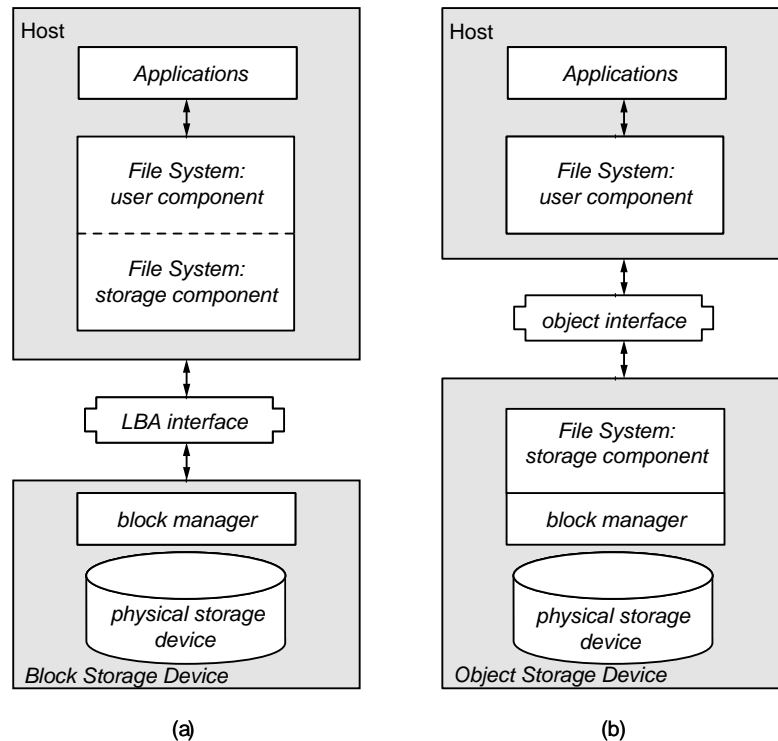 Host
Applications
File System:
user component
File System:
storage component
LBA interface
block manager
physical storage
device
Block Storage Device
(a)
Host
Applications
File System:
user component
object interface
File System:
storage component
block manager
physical storage
device
Object Storage Device
(b)